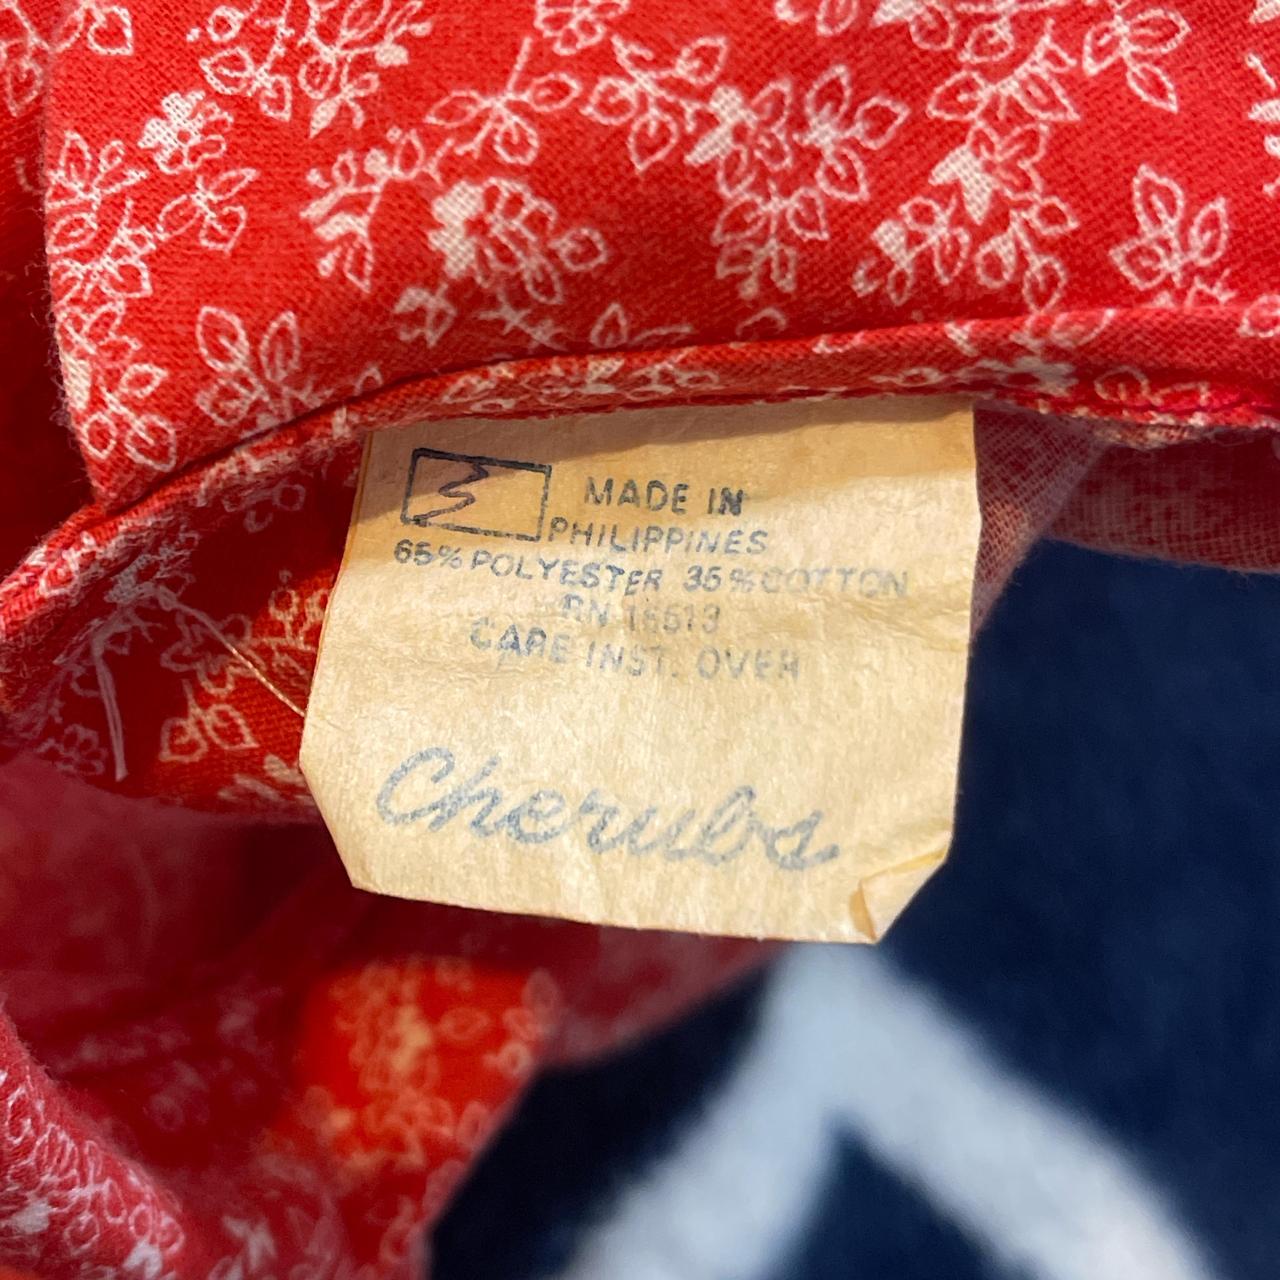 MADE IN
PHILIPPINES
65% POLYESTER 35% COTTON
RN 16513
CARE INST. OVER
Cherubs